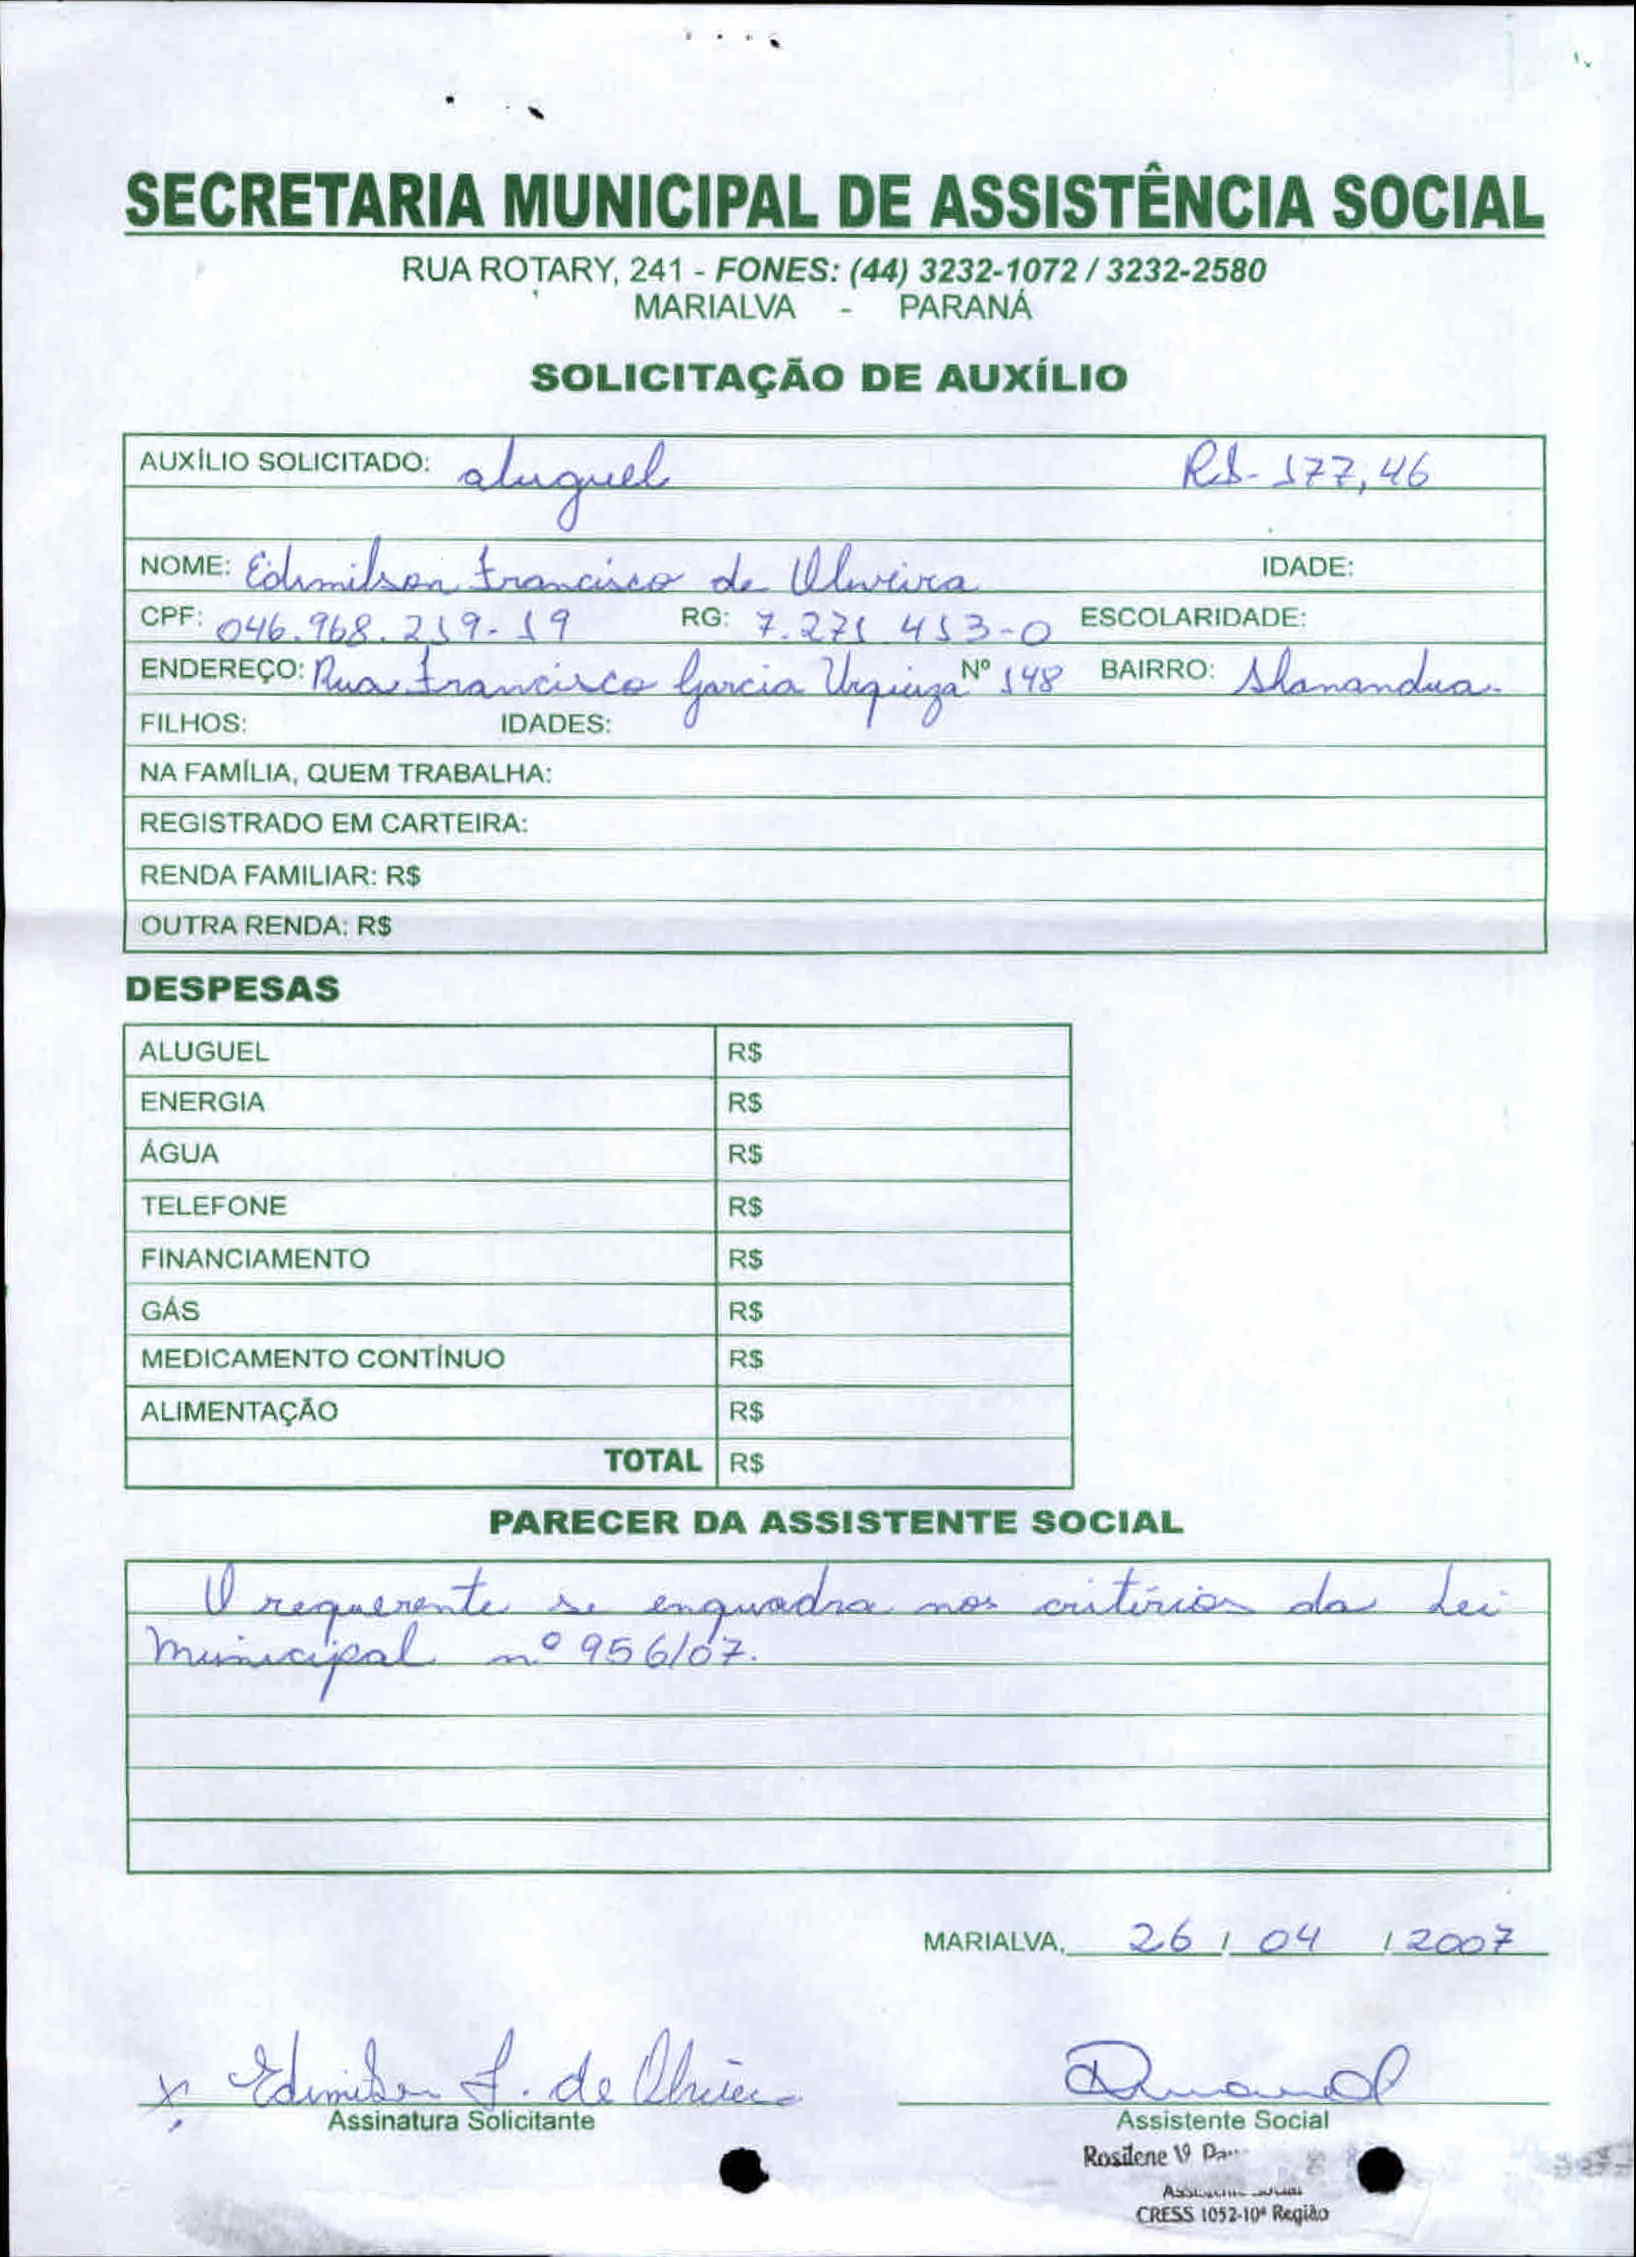 SECRETARIA MUNICIPAL DE ASSISTÊNCIA SOCIAL
RUA ROTARY, 241 - FONES: (44) 3232-1072 / 3232-2580
MARIALVA - PARANÁ
SOLICITAÇÃO DE AUXÍLIO
AUXÍLIO SOLICITADO: aluguel R$- 177,46
NOME: Edimilson Francisco de Oliveira IDADE:
CPF: 046.968.219-19 RG: 7.271 413-0 ESCOLARIDADE:
ENDEREÇO: Rua Francisco Garcia Nº 148 BAIRRO:
FILHOS: IDADES:
NA FAMÍLIA, QUEM TRABALHA:
REGISTRADO EM CARTEIRA:
RENDA FAMILIAR: R$
OUTRA RENDA: R$
DESPESAS
ALUGUEL R$
ENERGIA R$
ÁGUA R$
TELEFONE R$
FINANCIAMENTO R$
GÁS R$
MEDICAMENTO CONTÍNUO R$
ALIMENTAÇÃO R$
TOTAL R$
PARECER DA ASSISTENTE SOCIAL
O requerente se enquadra nos critérios da Lei
Municipal nº 956/07.
MARIALVA, 26 / 04 / 2007
x Edimilson F. de Oliveira
Assinatura Solicitante Assistente Social
Rosilene
CRESS 1052-10ª Região